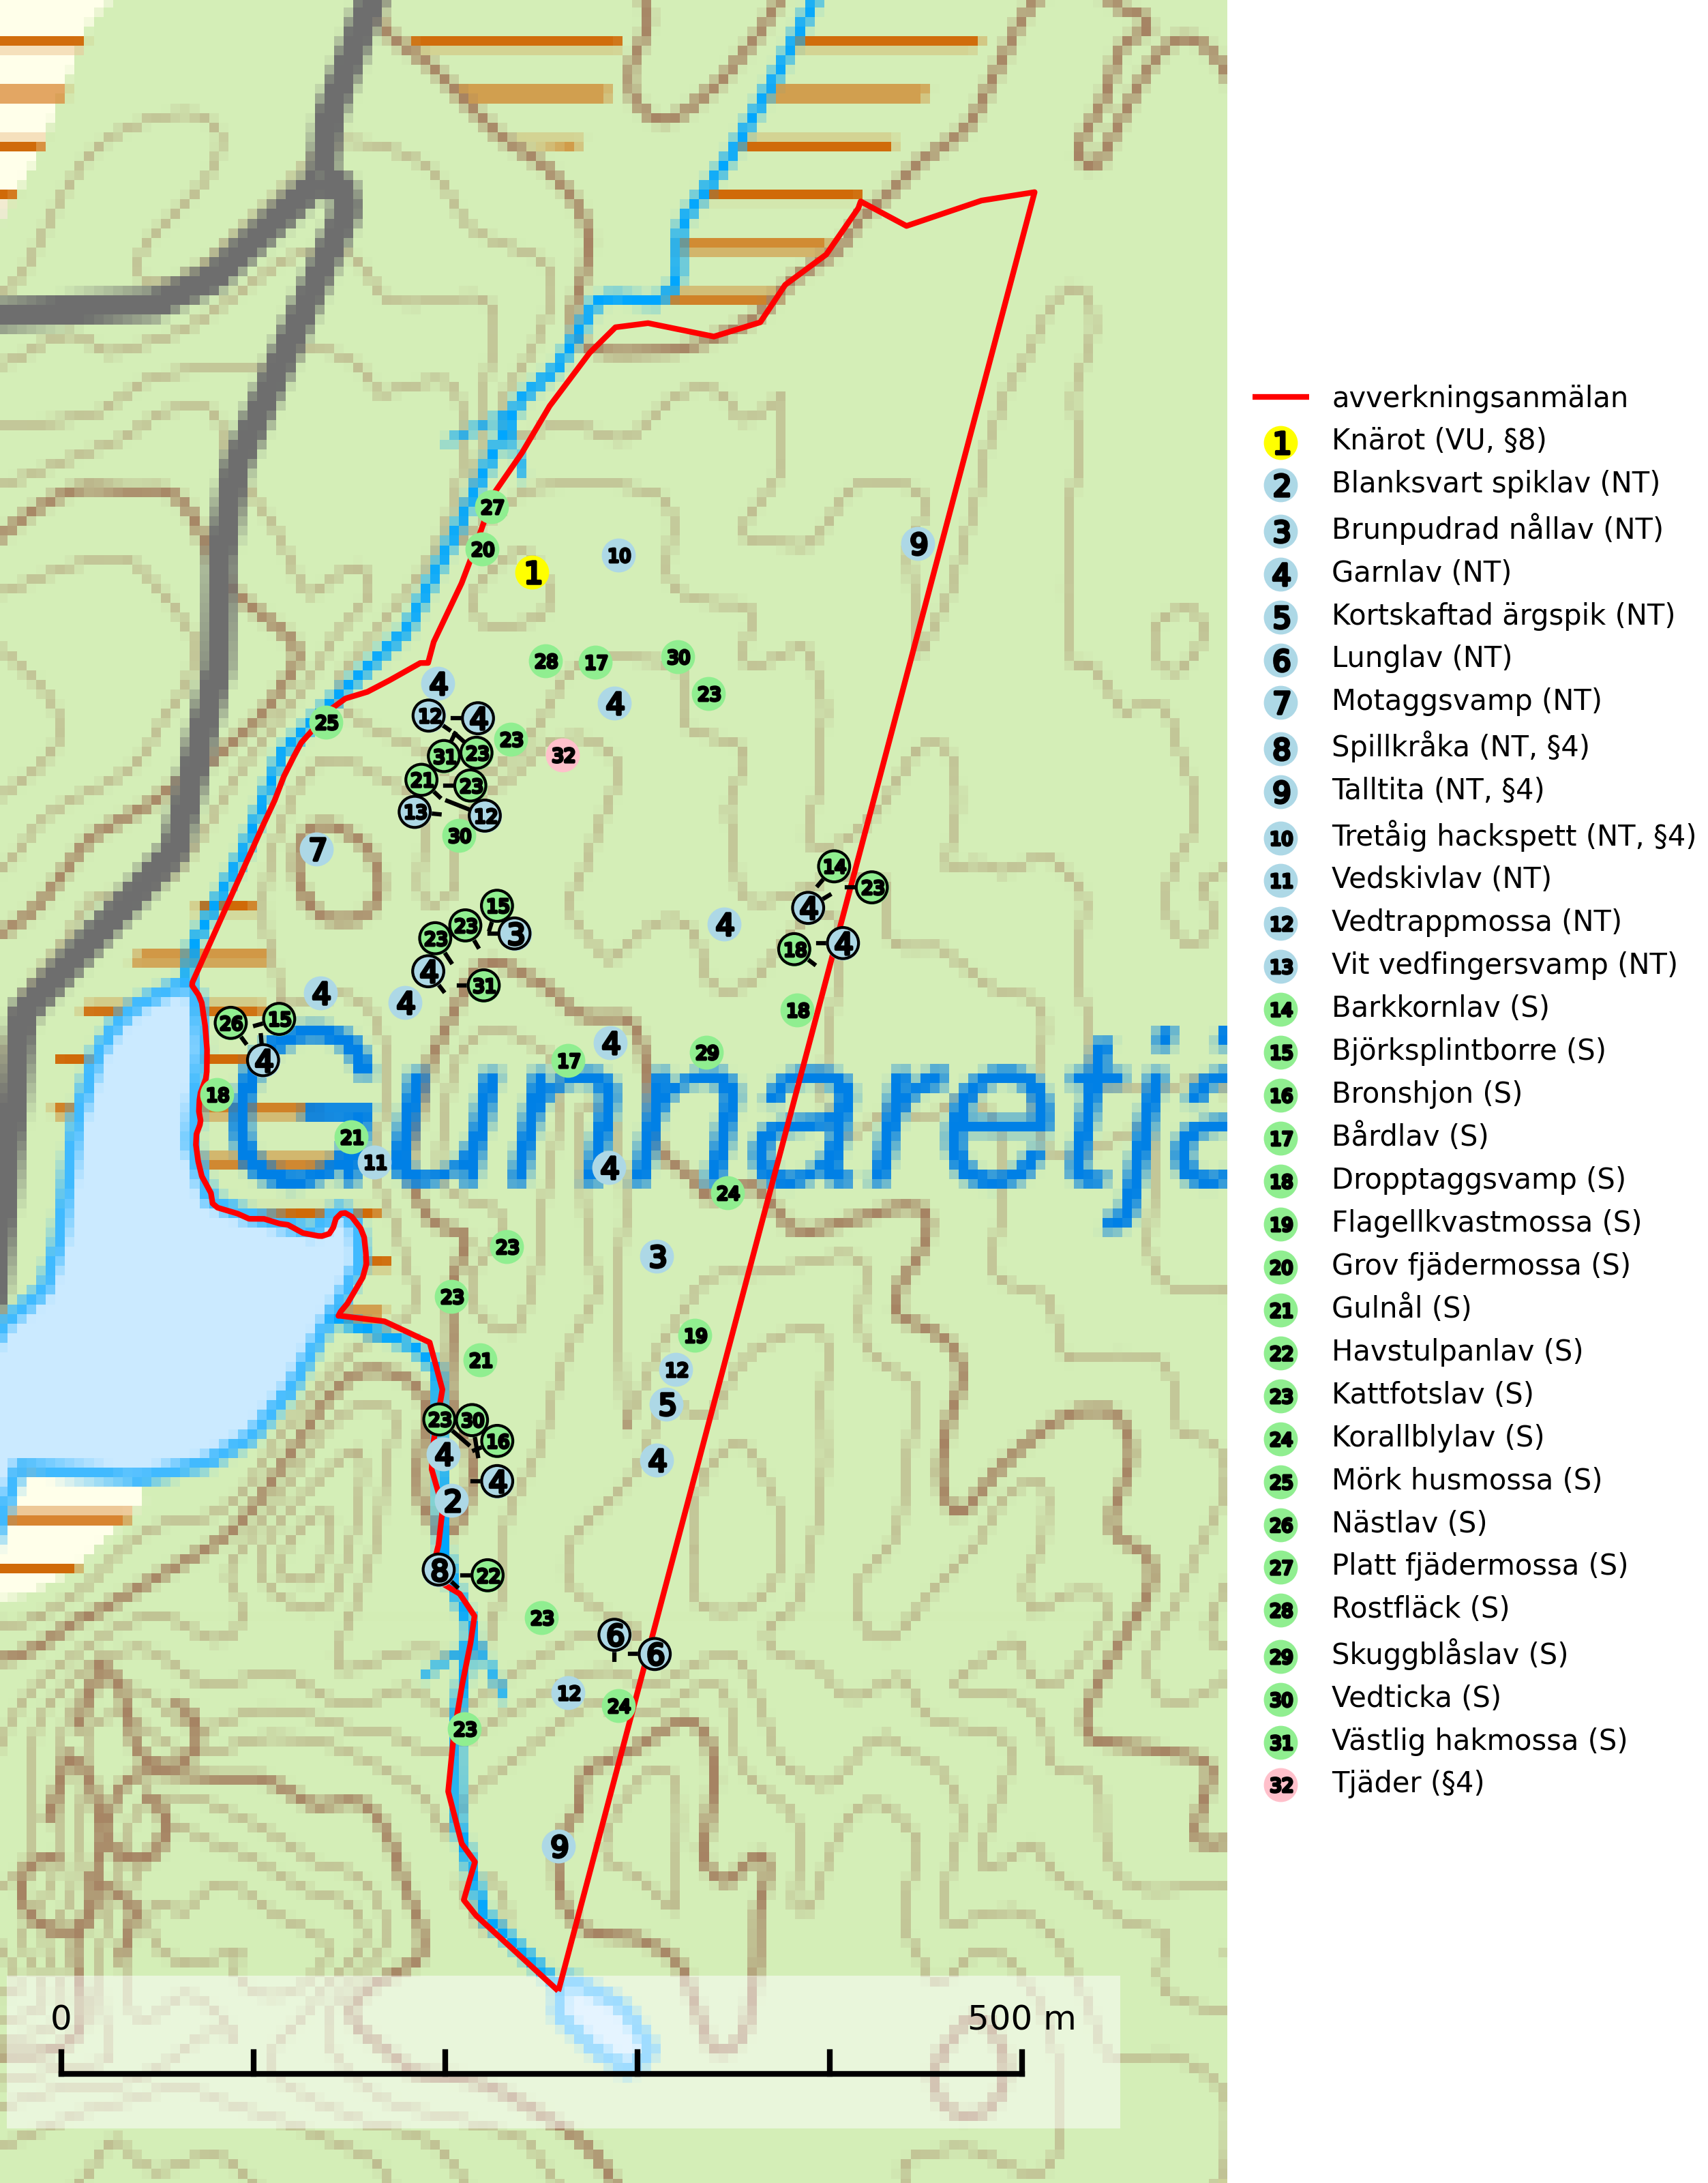 avverkningsanmälan
1 Knärot (VU, §8)
2 Blanksvart spiklav (NT)
3 Brunpudrad nållav (NT)
4 Garnlav (NT)
5 Kortskaftad ärgspik (NT)
6 Lunglav (NT)
7 Motaggsvamp (NT)
8 Spillkråka (NT, §4)
9 Talltita (NT, §4)
10 Tretåig hackspett (NT, §4)
11 Vedskivlav (NT)
12 Vedtrappmossa (NT)
13 Vit vedfingersvamp (NT)
14 Barkkornlav (S)
15 Björksplintborre (S)
16 Bronshjon (S)
17 Bårdlav (S)
18 Dropptaggsvamp (S)
19 Flagellkvastmossa (S)
20 Grov fjädermossa (S)
21 Gulnål (S)
22 Havstulpanlav (S)
23 Kattfotslav (S)
24 Korallblylav (S)
25 Mörk husmossa (S)
26 Nästlav (S)
27 Platt fjädermossa (S)
28 Rostfläck (S)
29 Skuggblåslav (S)
30 Vedticka (S)
31 Västlig hakmossa (S)
32 Tjäder (§4)
27
20
1
10
9
28
17
30
23
4
4
25
12
4
23
31
23
32
21
23
13
12
30
7
14
23
15
4
4
23
3
23
18
4
4
31
4
4
18
26
15
4
4
17
29
18
Gunnaretjä
21
11
4
24
23
3
23
19
21
12
5
23
30
16
4
4
4
2
8
22
23
6
6
12
24
23
9
0
500 m